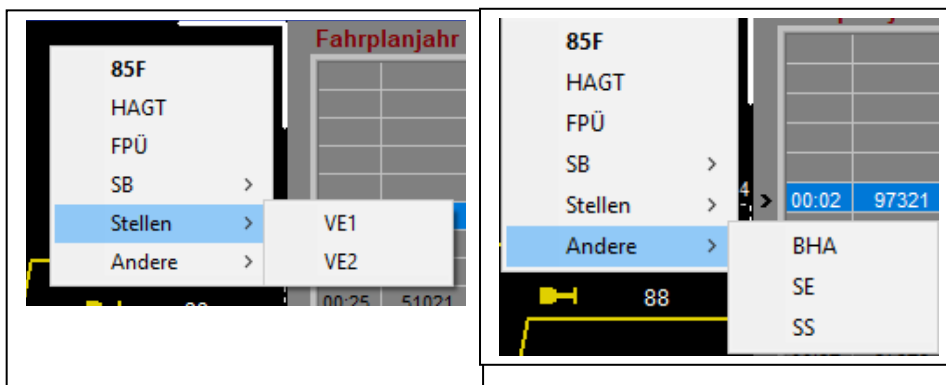 Fahrplanjahr
85F
HAGT
FPÜ
SB >
Stellen >
Andere >
VE1
VE2
00:25 51021
85F
HAGT
FPÜ
SB >
Stellen >
Andere >
4 > 00:02 97321
BHA
SE
SS
88